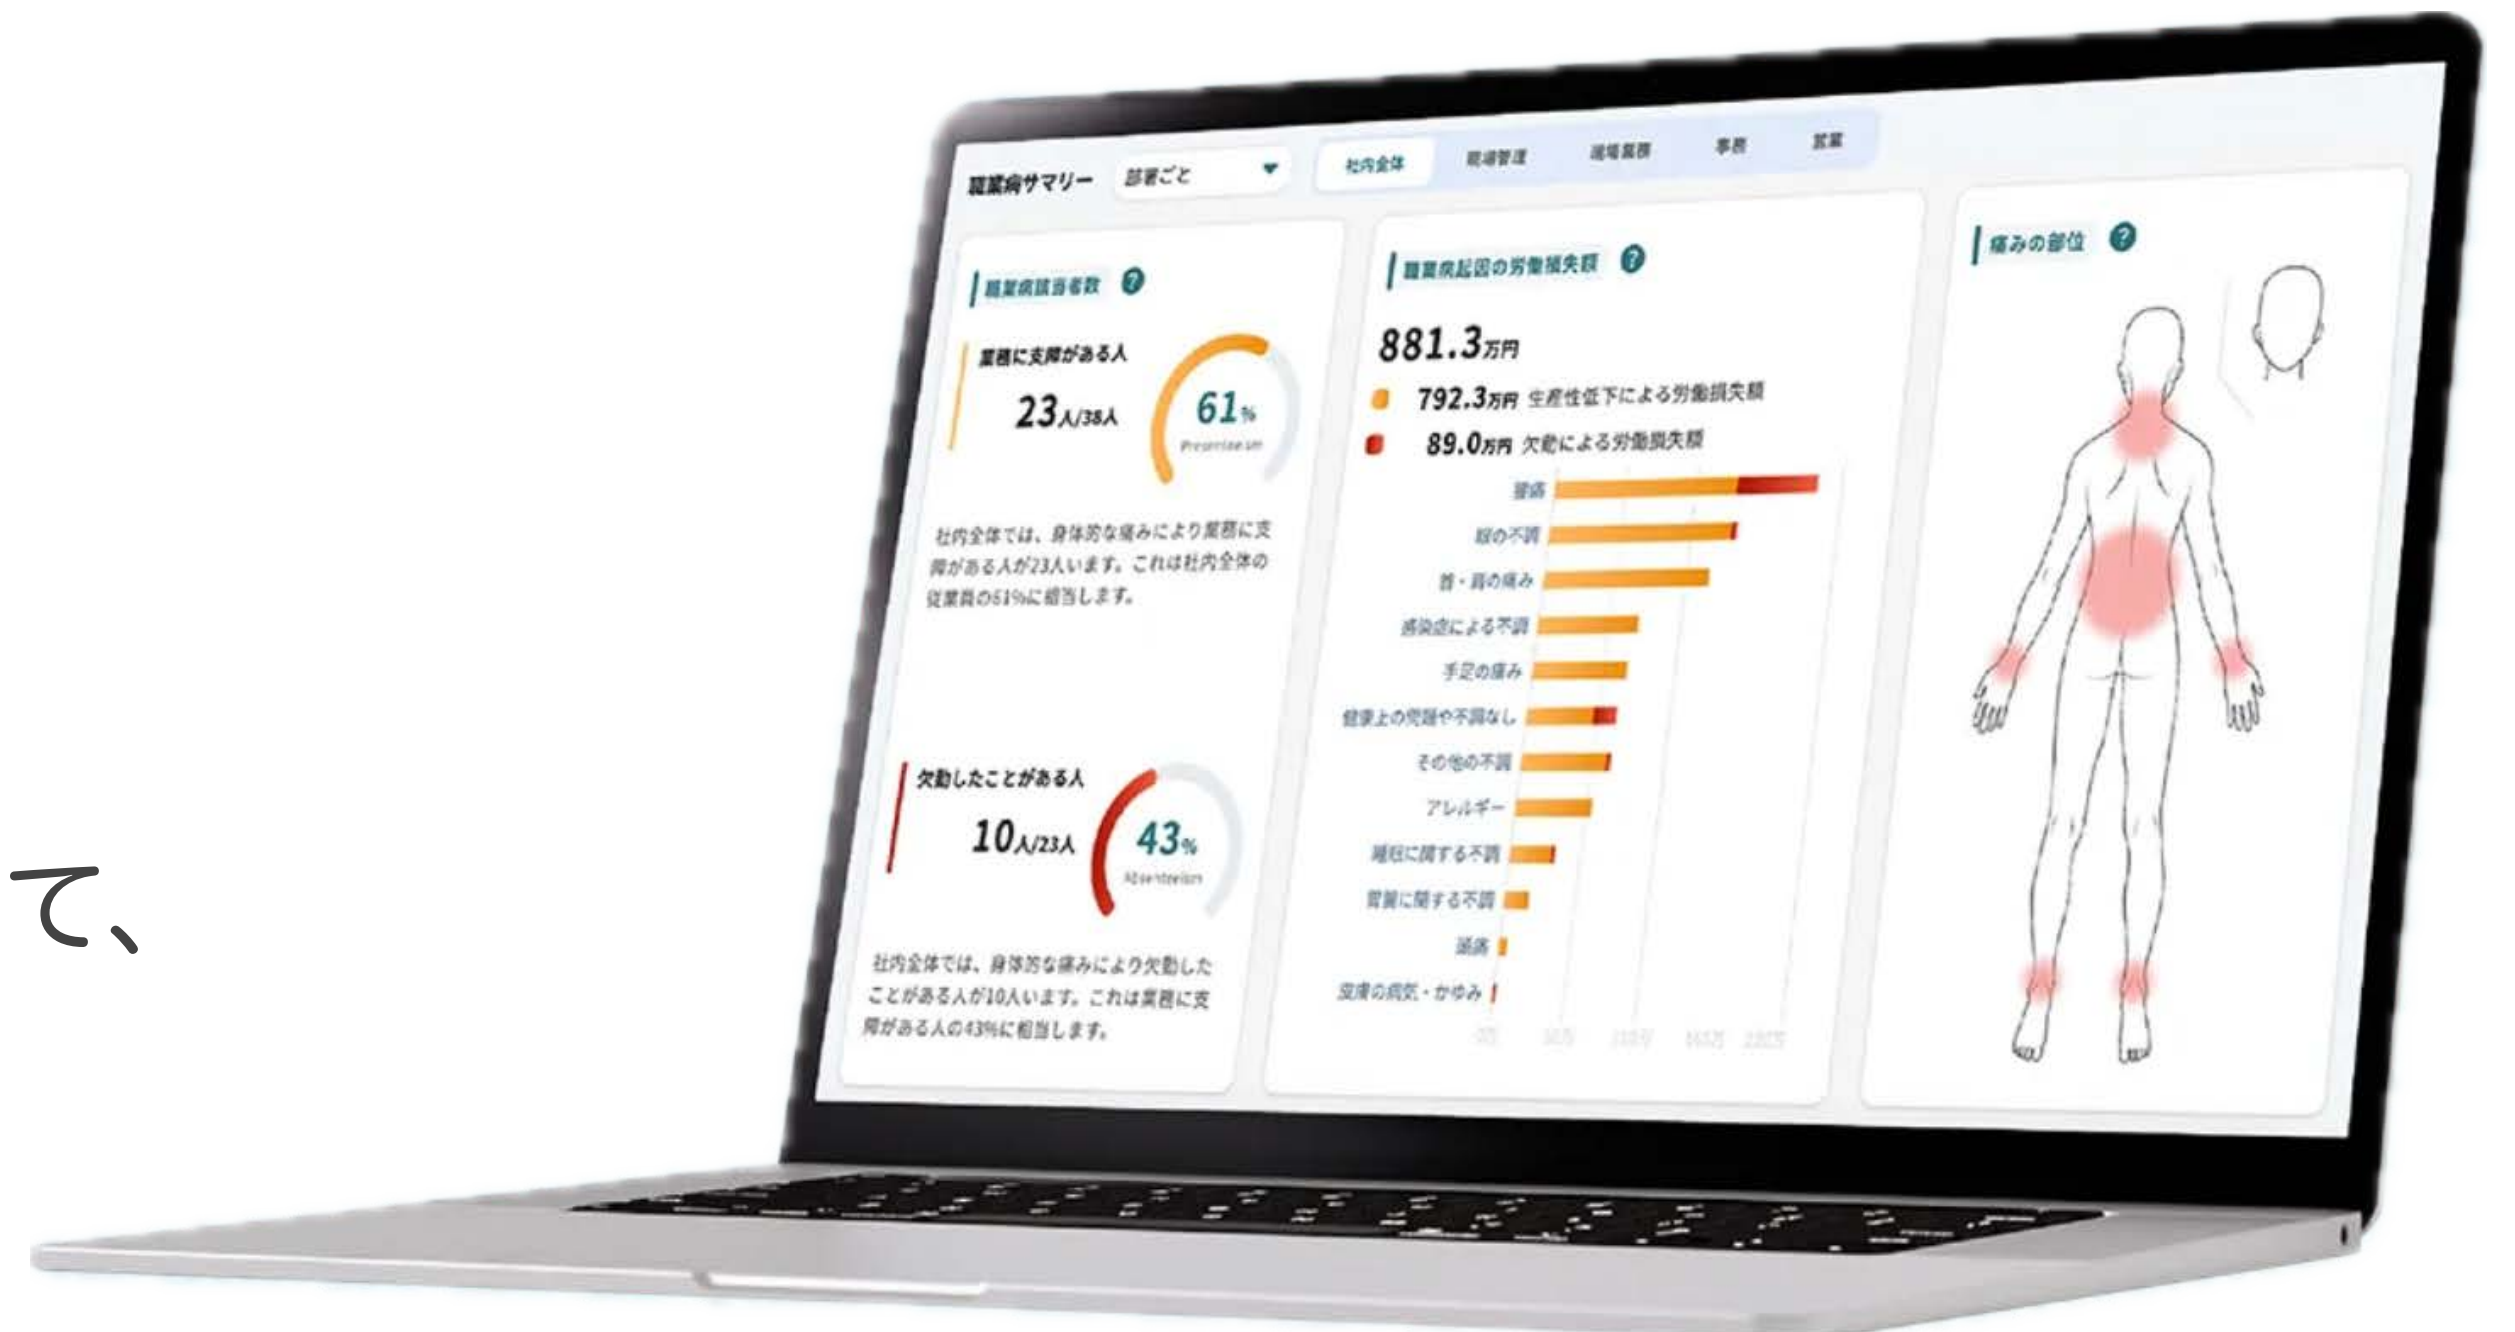 て、
職業病サマリー
部署ごと
社内全体
現場管理
現場業務
事務
営業
職業病該当者数 ?
業務に支障がある人
23人/38人
61%
Presenteeism
社内全体では、身体的な痛みにより業務に支
障がある人が23人います。これは社内全体の
従業員の61%に相当します。
欠勤したことがある人
10人/23人
43%
Absenteeism
社内全体では、身体的な痛みにより欠勤した
ことがある人が10人います。これは業務に支
障がある人の43%に相当します。
職業病起因の労働損失額 ?
881.3万円
792.3万円 生産性低下による労働損失額
89.0万円 欠勤による労働損失額
腰痛
眼の不調
首・肩の痛み
感染症による不調
手足の痛み
健康上の問題や不調なし
その他の不調
アレルギー
睡眠に関する不調
胃腸に関する不調
頭痛
皮膚の病気・かゆみ
痛みの部位 ?